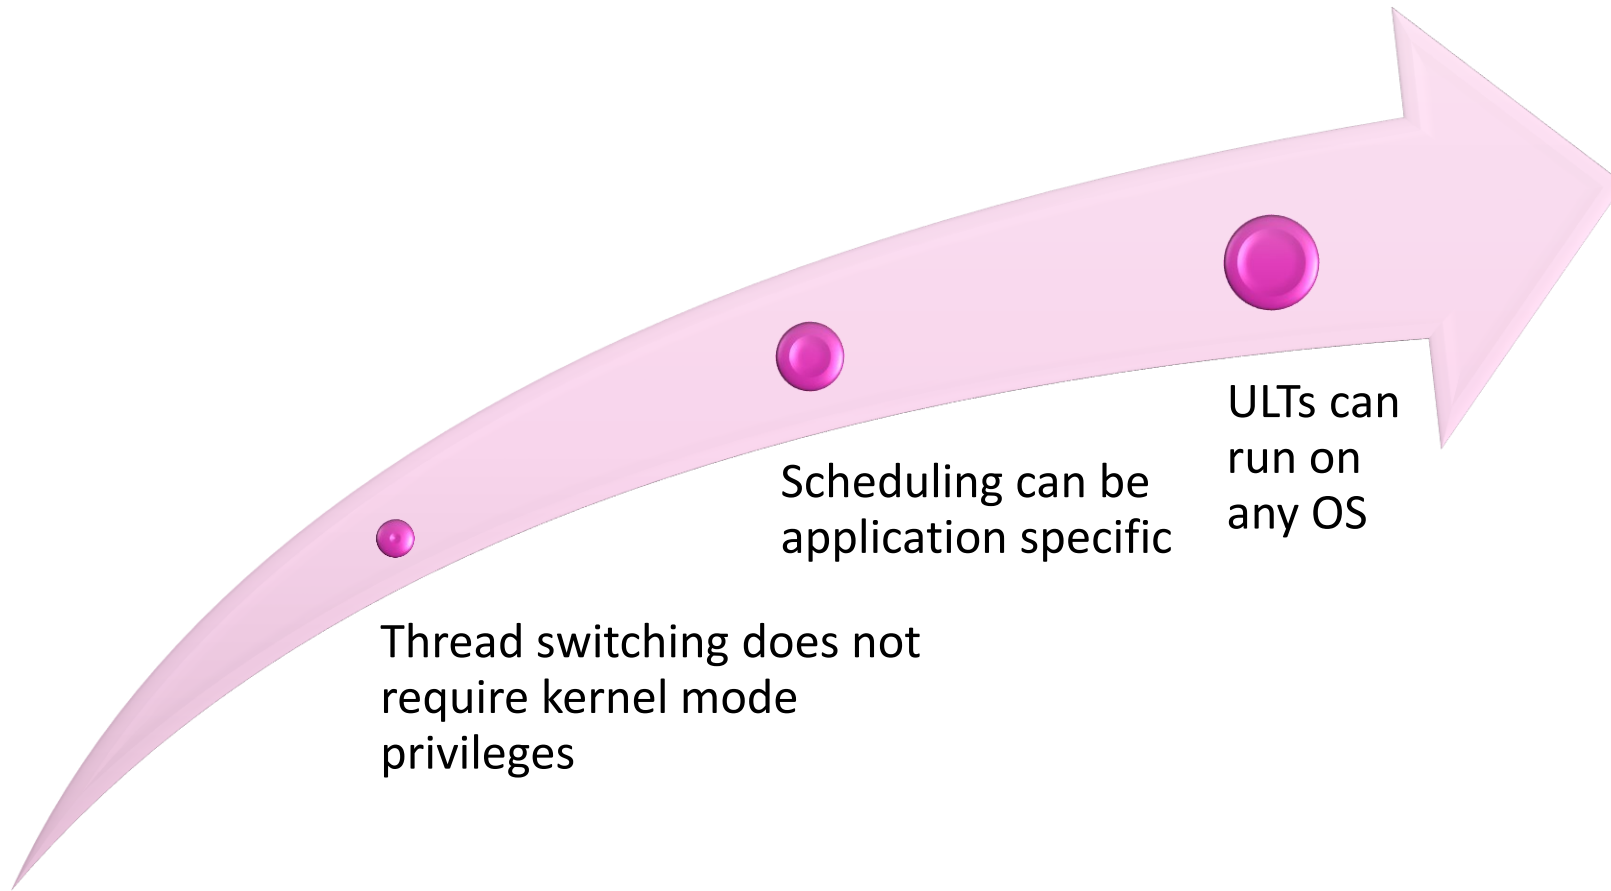 Thread switching does not
require kernel mode
privileges
Scheduling can be
application specific
ULTs can
run on
any OS